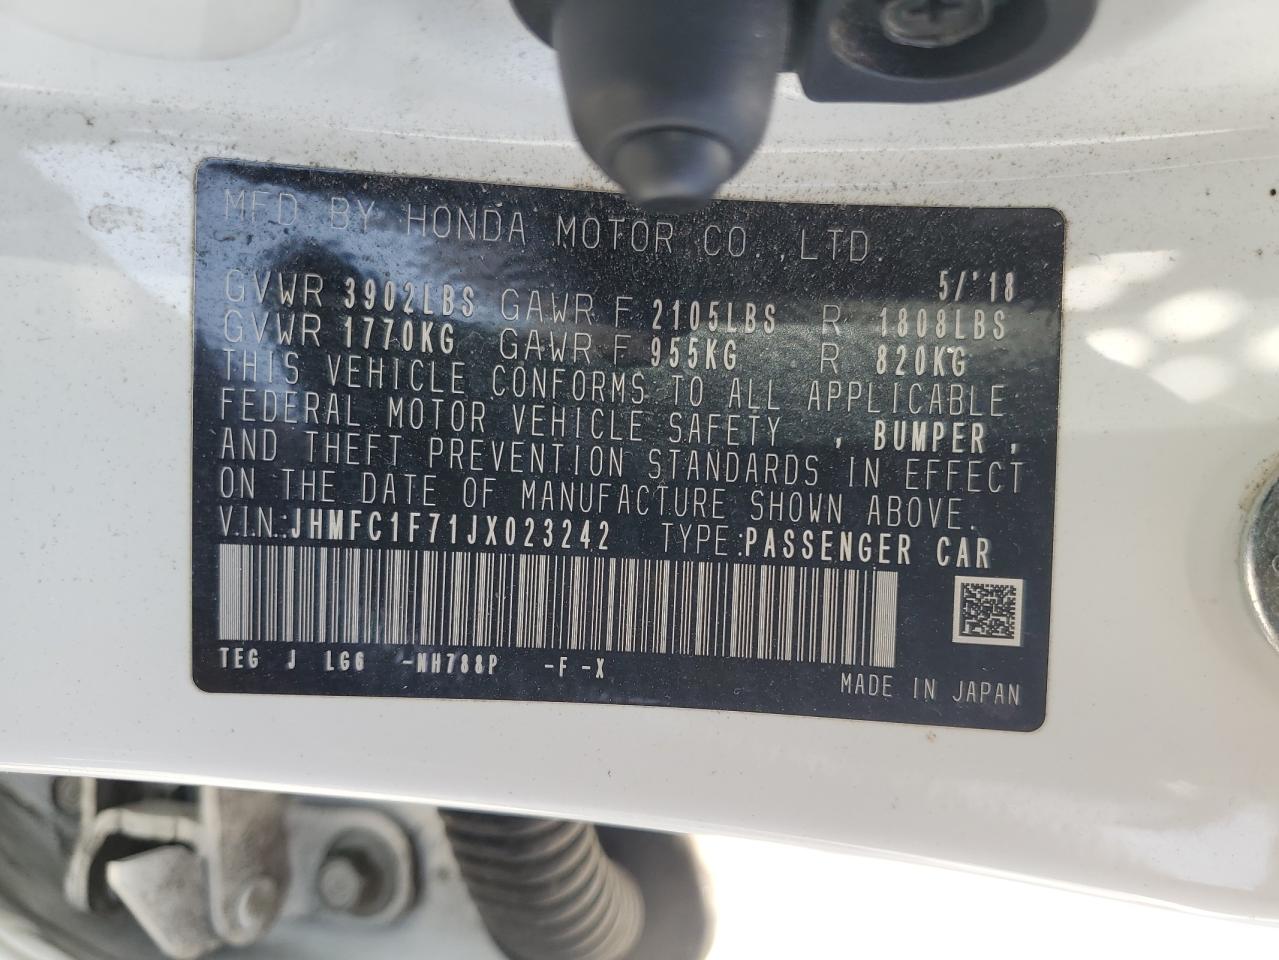 MFD BY HONDA MOTOR CO.,LTD.
5/'18
GVWR 3902LBS GAWR F 2105LBS R 1808LBS
GVWR 1770KG GAWR F 955KG R 820KG
THIS VEHICLE CONFORMS TO ALL APPLICABLE
FEDERAL MOTOR VEHICLE SAFETY , BUMPER ,
AND THEFT PREVENTION STANDARDS IN EFFECT
ON THE DATE OF MANUFACTURE SHOWN ABOVE.
V.I.N.:JHMFC1F71JX023242 TYPE:PASSENGER CAR
TEG J LG6 -NH788P -F -X
MADE IN JAPAN